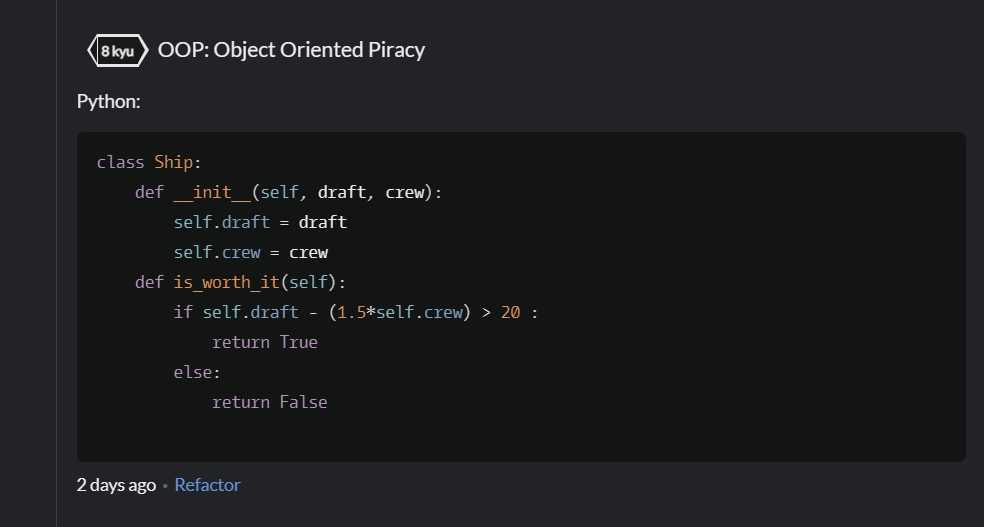 8 kyu OOP: Object Oriented Piracy
Python:
class Ship:
    def __init__(self, draft, crew):
        self.draft = draft
        self.crew = crew
    def is_worth_it(self):
        if self.draft - (1.5*self.crew) > 20 :
            return True
        else:
            return False
2 days ago • Refactor